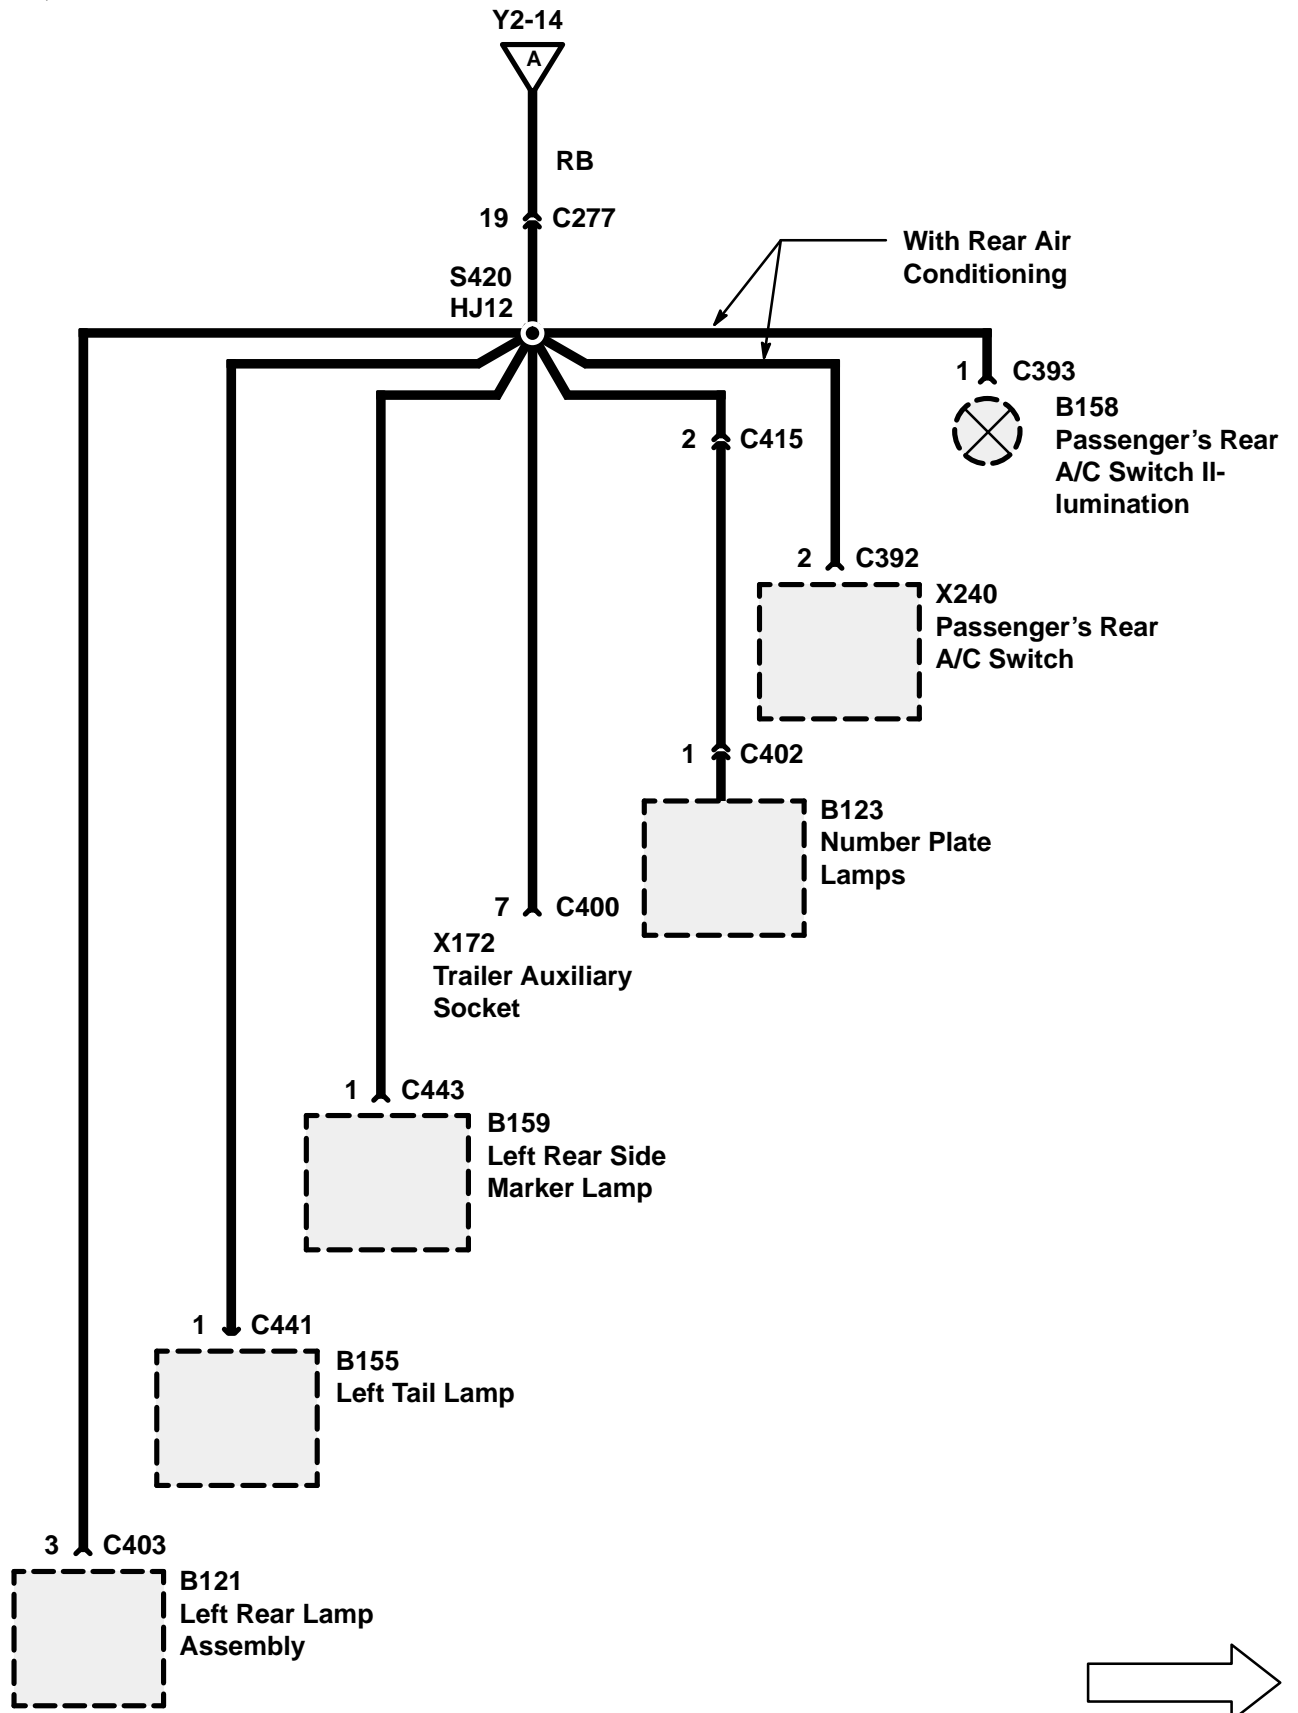 Y2-14
A
RB
19 C277
With Rear Air
Conditioning
S420
HJ12
1 C393
B158
Passenger’s Rear
A/C Switch Il-
lumination
2 C415
2 C392
X240
Passenger’s Rear
A/C Switch
1 C402
B123
Number Plate
Lamps
7 C400
X172
Trailer Auxiliary
Socket
1 C443
B159
Left Rear Side
Marker Lamp
1 C441
B155
Left Tail Lamp
3 C403
B121
Left Rear Lamp
Assembly